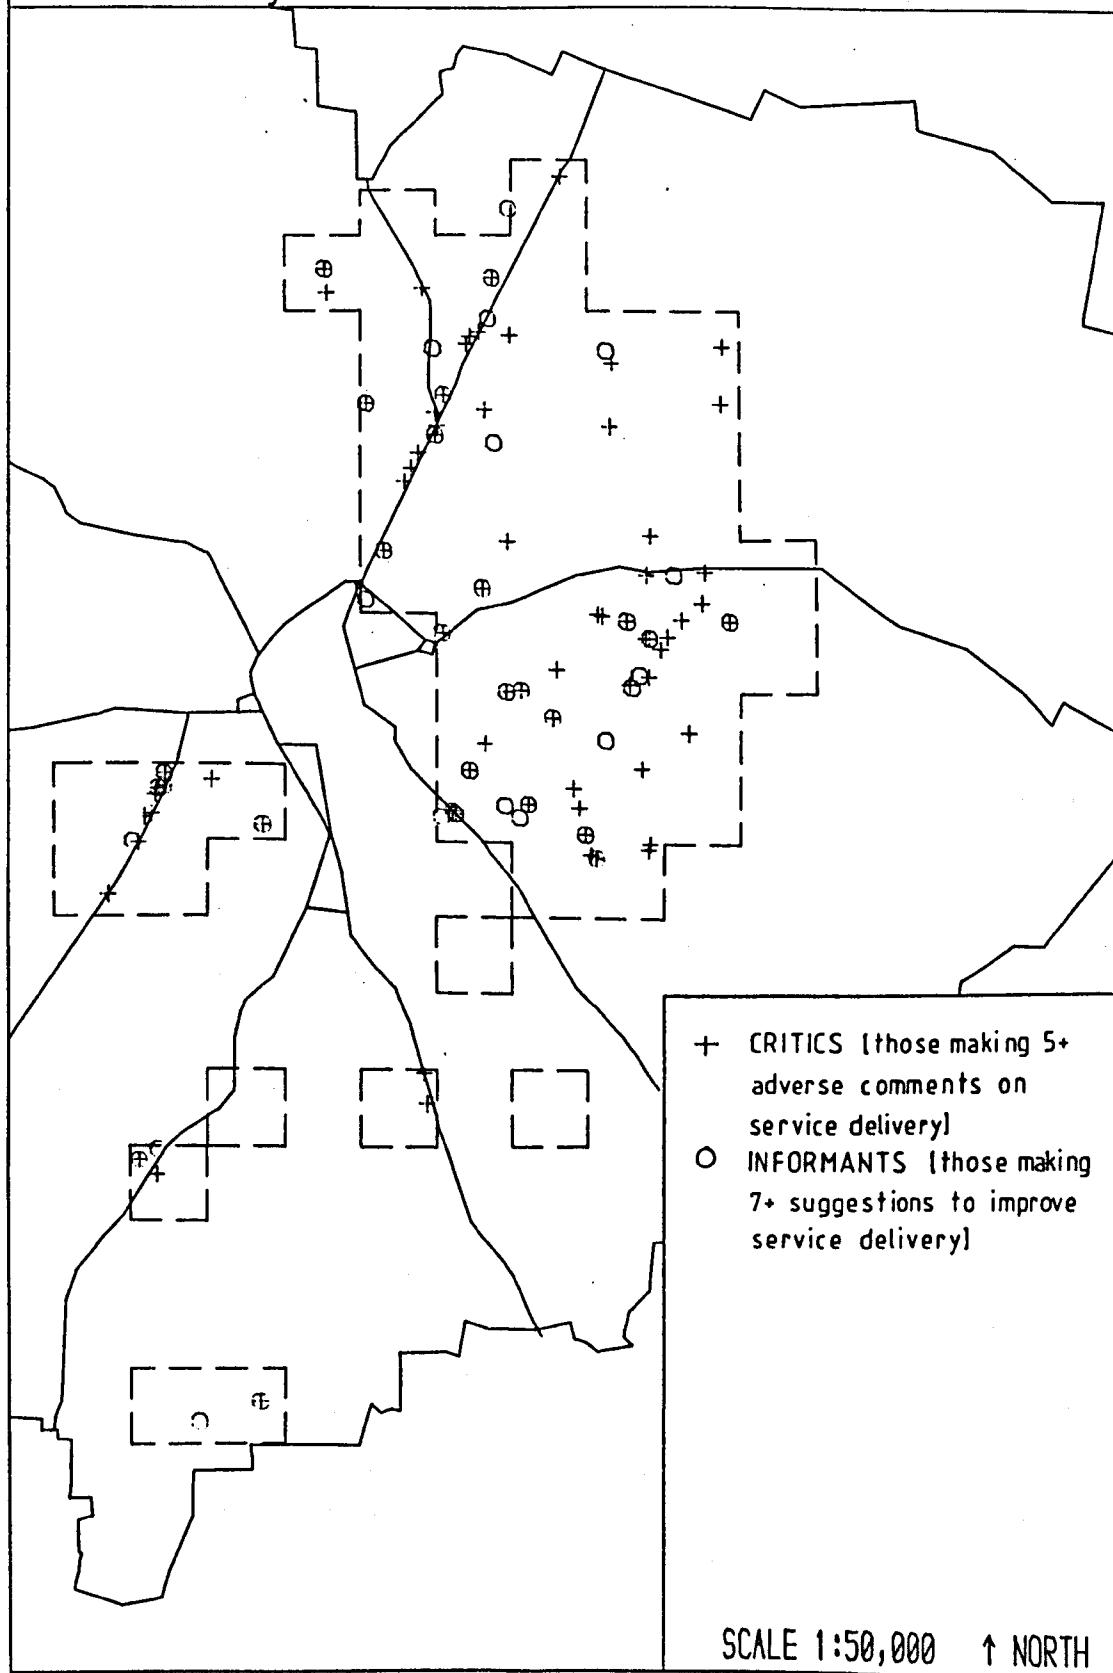 + CRITICS [those making 5+
adverse comments on
service delivery]
O INFORMANTS [those making
7+ suggestions to improve
service delivery]
SCALE 1:50,000 ↑ NORTH